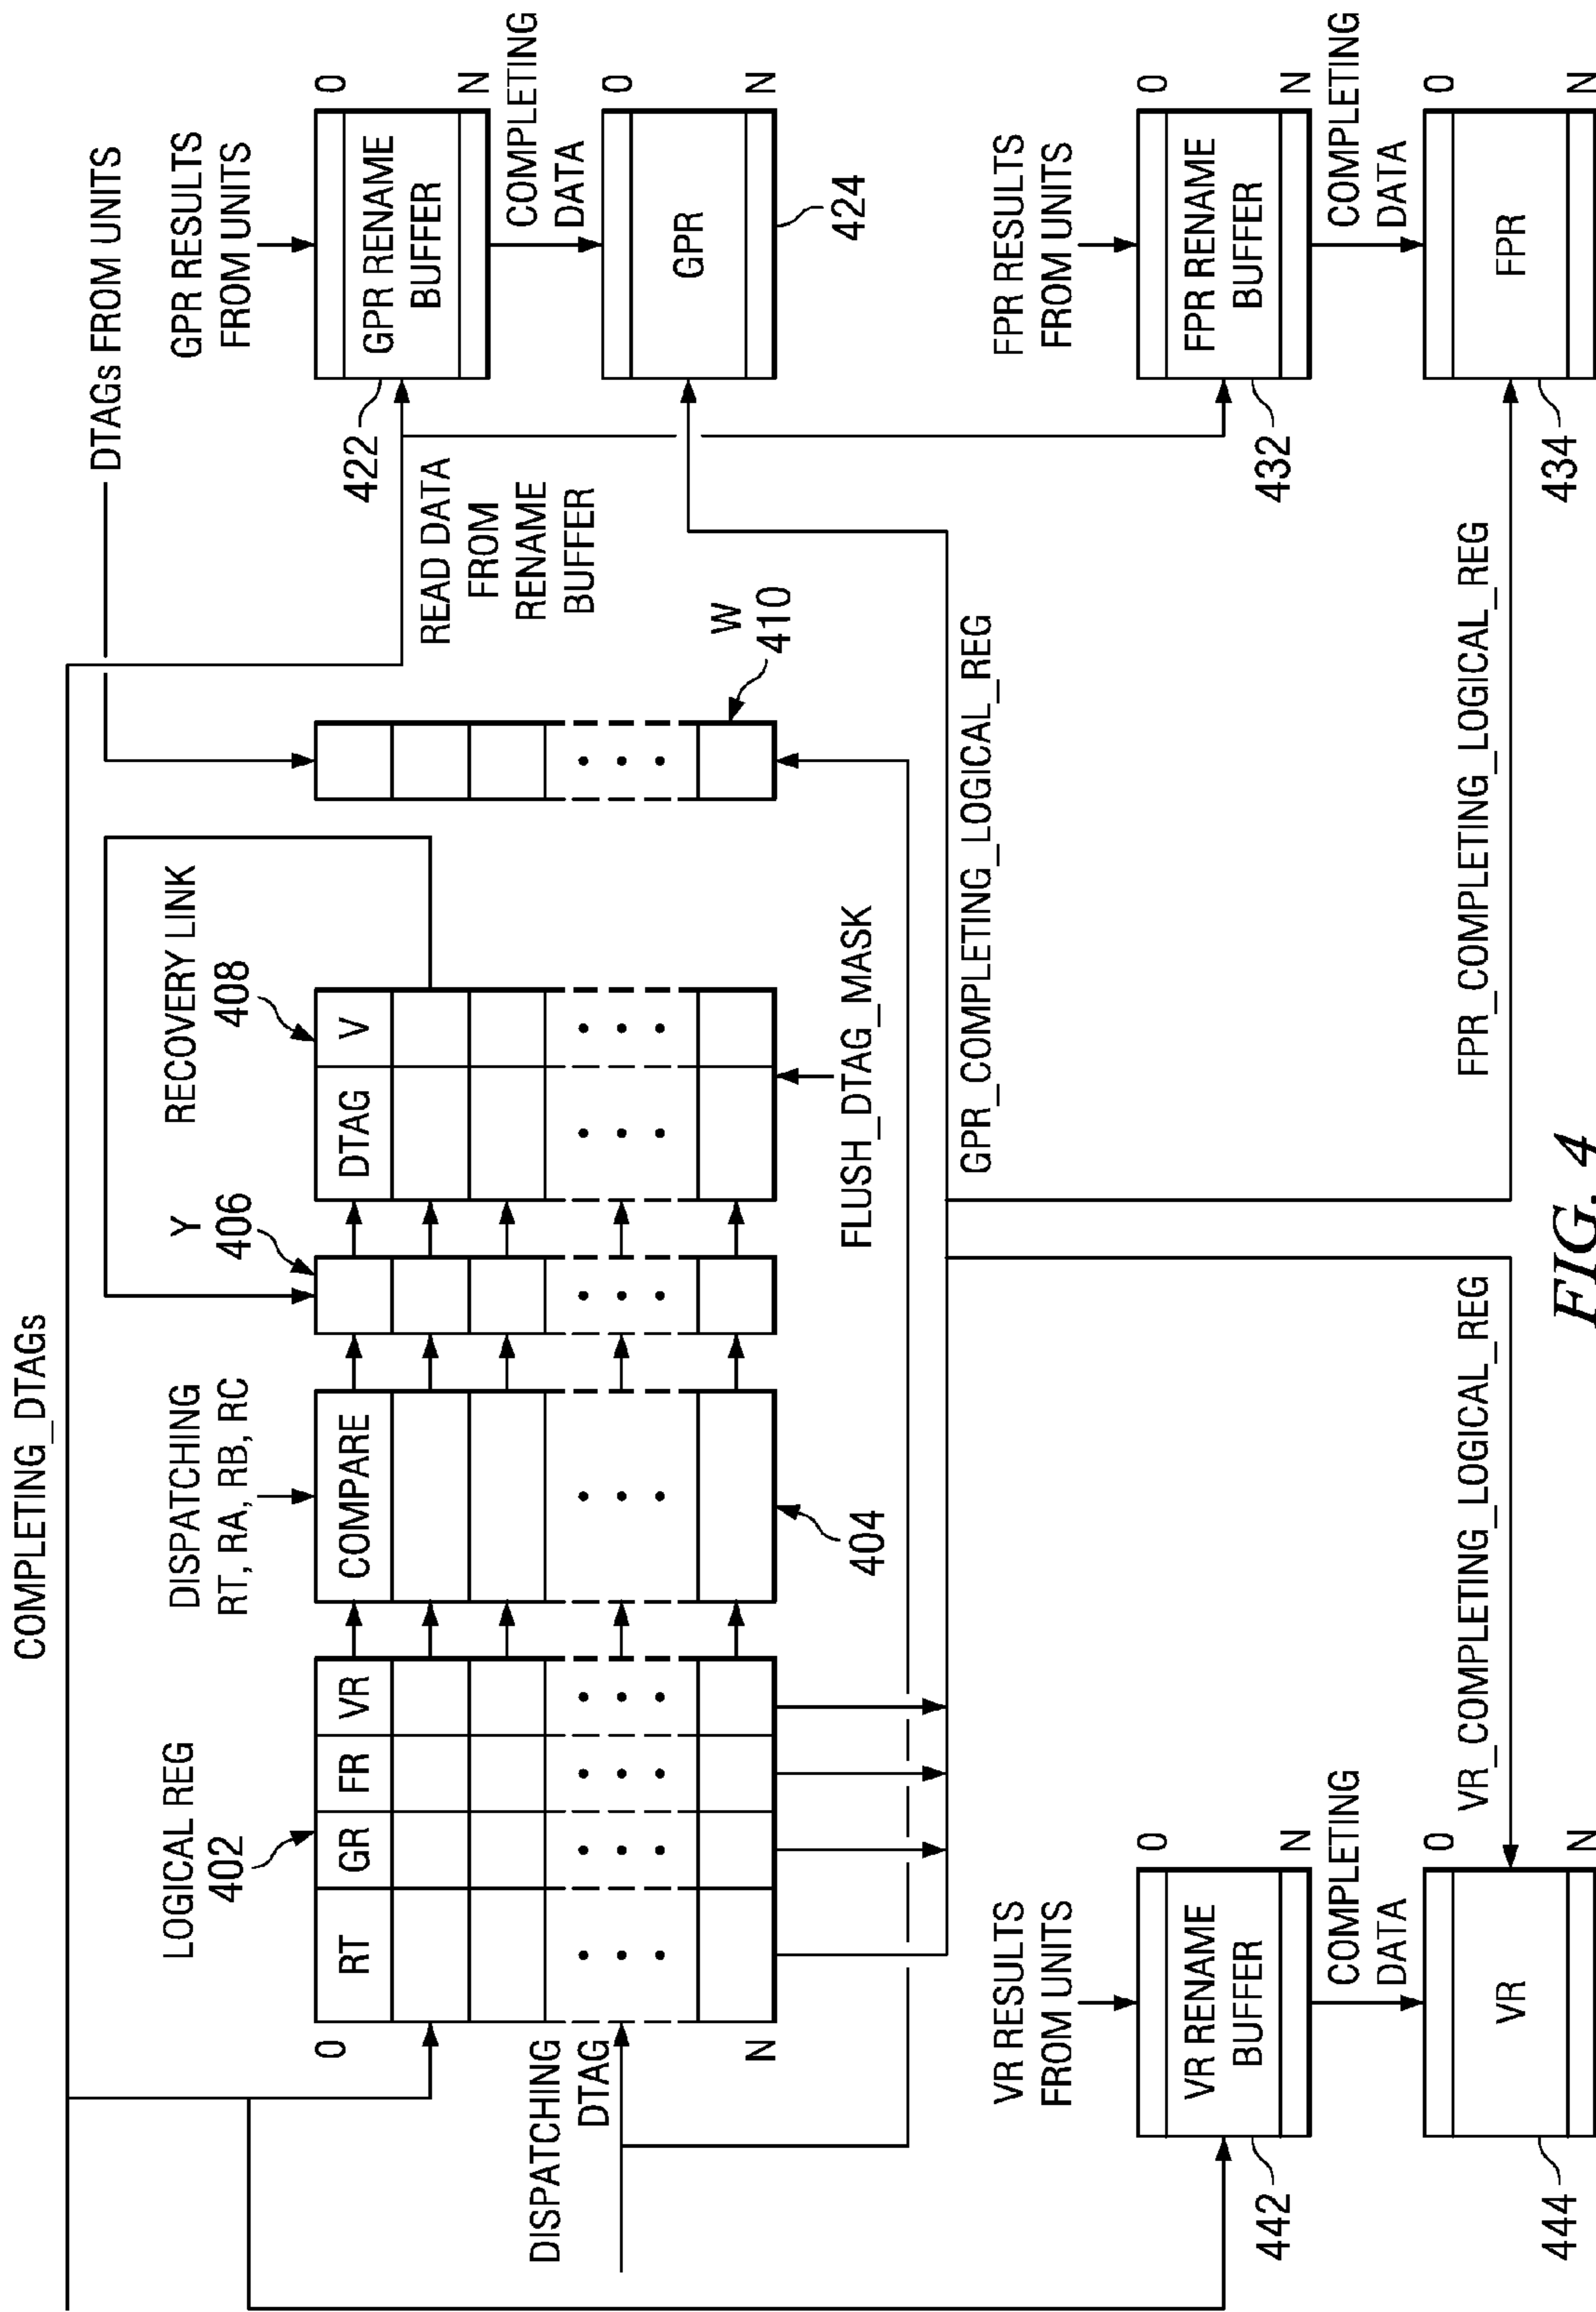 COMPLETING_DTAGs
DTAGs FROM UNITS
LOGICAL REG
402
DISPATCHING
RT, RA, RB, RC
Y
406
RECOVERY LINK
408
GPR RESULTS
FROM UNITS
0
RT
GR
FR
VR
COMPARE
DTAG
V
422
GPR RENAME
BUFFER
0
N
READ DATA
FROM
RENAME
BUFFER
COMPLETING
DATA
DISPATCHING
DTAG
N
404
FLUSH_DTAG_MASK
W
410
GPR
0
N
424
GPR_COMPLETING_LOGICAL_REG
VR RESULTS
FROM UNITS
FPR RESULTS
FROM UNITS
442
VR RENAME
BUFFER
0
N
432
FPR RENAME
BUFFER
0
N
COMPLETING
DATA
COMPLETING
DATA
VR_COMPLETING_LOGICAL_REG
FPR_COMPLETING_LOGICAL_REG
444
VR
0
N
434
FPR
0
N
FIG. 4